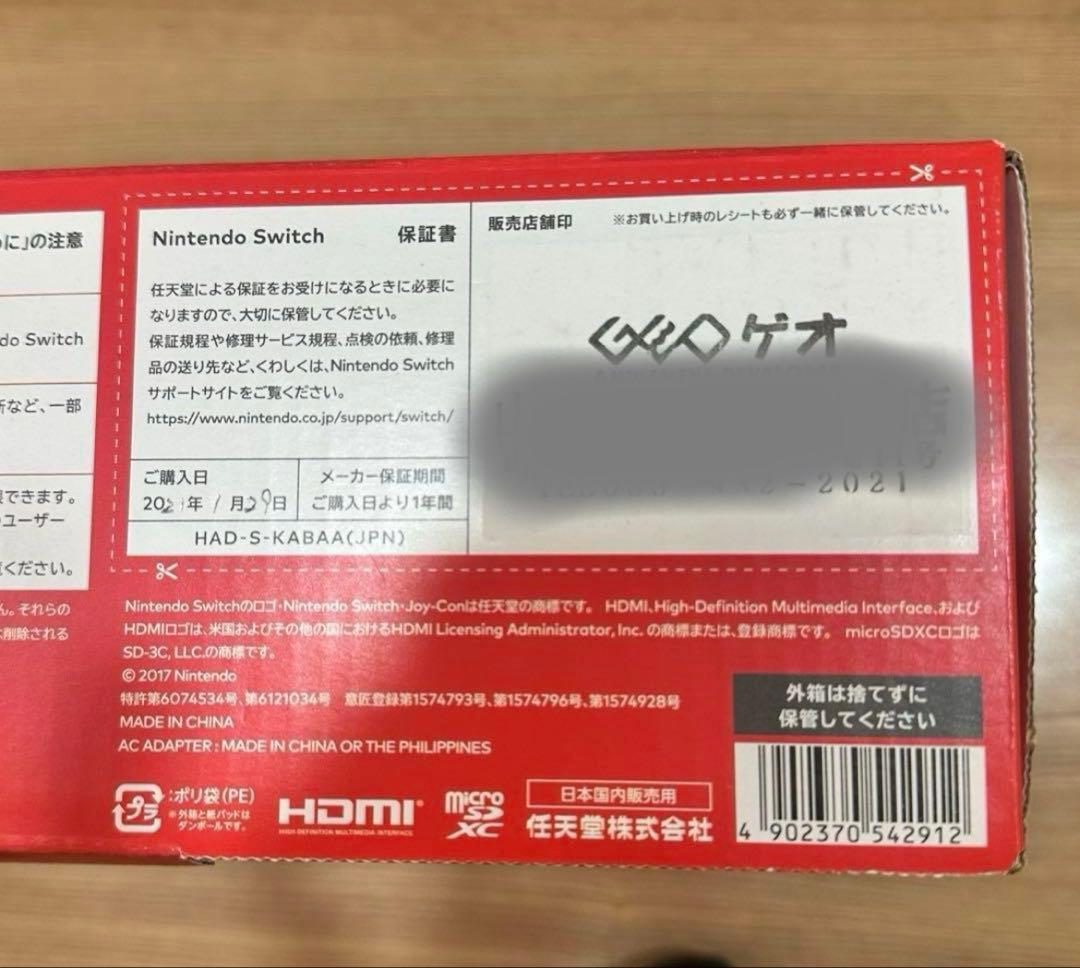 に」の注意
do Switch
など、一部
できます。
ユーザー
ください。
ん。それらの
削除される
Nintendo Switch 保証書
任天堂による保証をお受けになるときに必要に
なりますので、大切に保管してください。
保証規程や修理サービス規程、点検の依頼、修理
品の送り先など、くわしくは、Nintendo Switch
サポートサイトをご覧ください。
https://www.nintendo.co.jp/support/switch/
ご購入日
年1月29日
メーカー保証期間
ご購入日より1年間
HAD-S-KABAA(JPN)
販売店舗印 ※お買い上げ時のレシートも必ず一緒に保管してください。
GEO ゲオ
号
-2021
Nintendo Switchのロゴ・Nintendo Switch・Joy-Conは任天堂の商標です。 HDMI、High-Definition Multimedia Interface、および
HDMIロゴは、米国およびその他の国におけるHDMI Licensing Administrator, Inc. の商標または、登録商標です。 microSDXCロゴは
SD-3C, LLC.の商標です。
© 2017 Nintendo
特許第6074534号、第6121034号 意匠登録第1574793号、第1574796号、第1574928号
MADE IN CHINA
AC ADAPTER : MADE IN CHINA OR THE PHILIPPINES
外箱は捨てずに
保管してください
プラ
:ポリ袋(PE)
※外箱と紙パッドは
ダンボールです。
HDMI®
HIGH-DEFINITION MULTIMEDIA INTERFACE
micro
SD
XC
日本国内販売用
任天堂株式会社
4 902370 542912